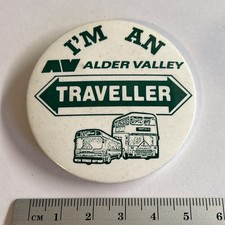 I'M AN
AV ALDER VALLEY
TRAVELLER
CM 1 2 3 4 5 6